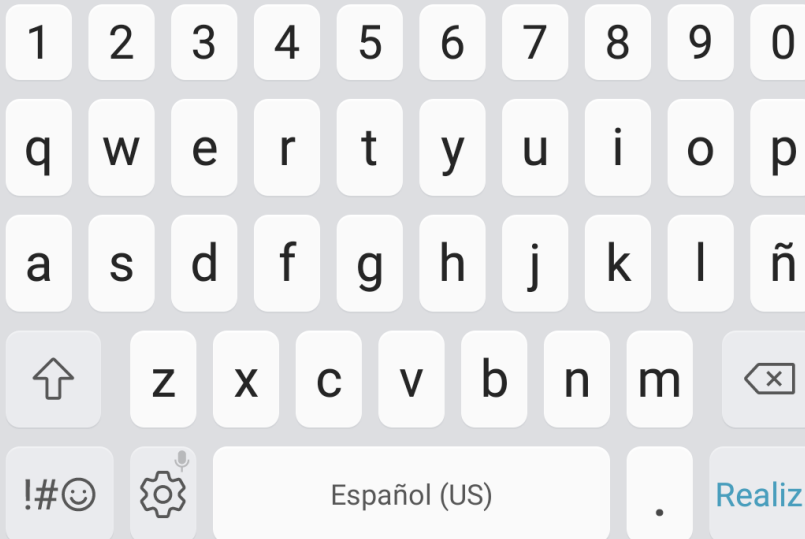 1 2 3 4 5 6 7 8 9 0
q w e r t y u i o p
a s d f g h j k l ñ
z x c v b n m
!#☺ Español (US) . Realiz